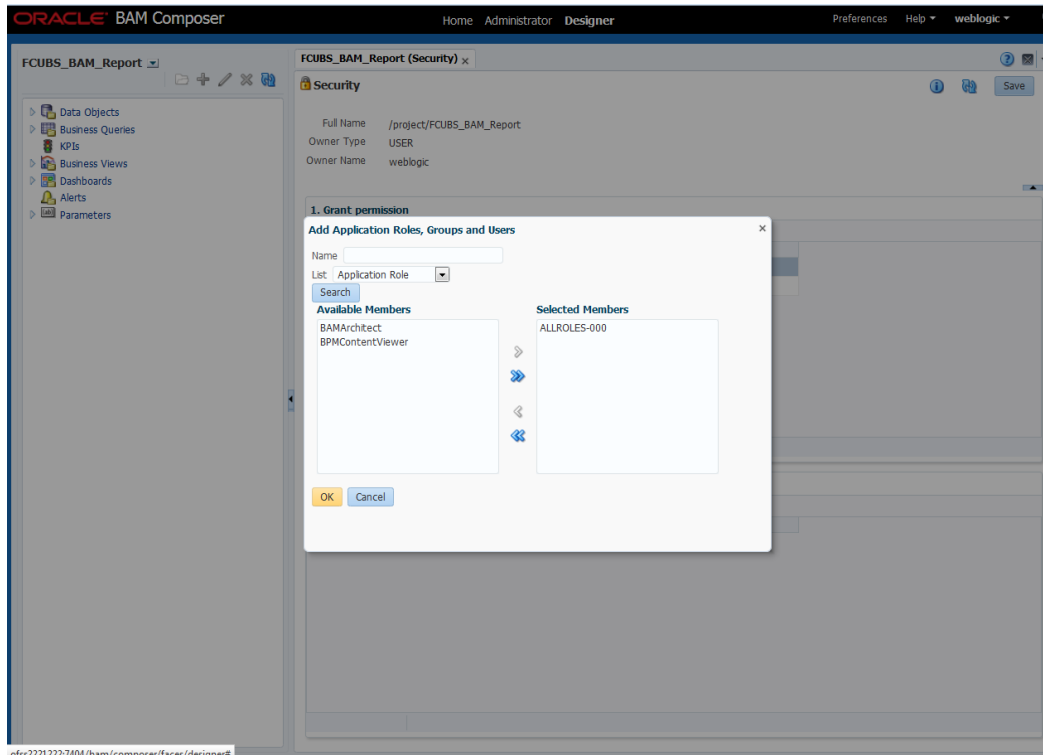 ORACLE BAM Composer
Home Administrator Designer
Preferences Help weblogic
FCUBS_BAM_Report
Data Objects
Business Queries
KPIs
Business Views
Dashboards
Alerts
Parameters
FCUBS_BAM_Report (Security)
Security
Save
Full Name /project/FCUBS_BAM_Report
Owner Type USER
Owner Name weblogic
1. Grant permission
Add Application Roles, Groups and Users
Name
List Application Role
Search
Available Members
BAMArchitect
BPMContentViewer
Selected Members
ALLROLES-000
OK Cancel